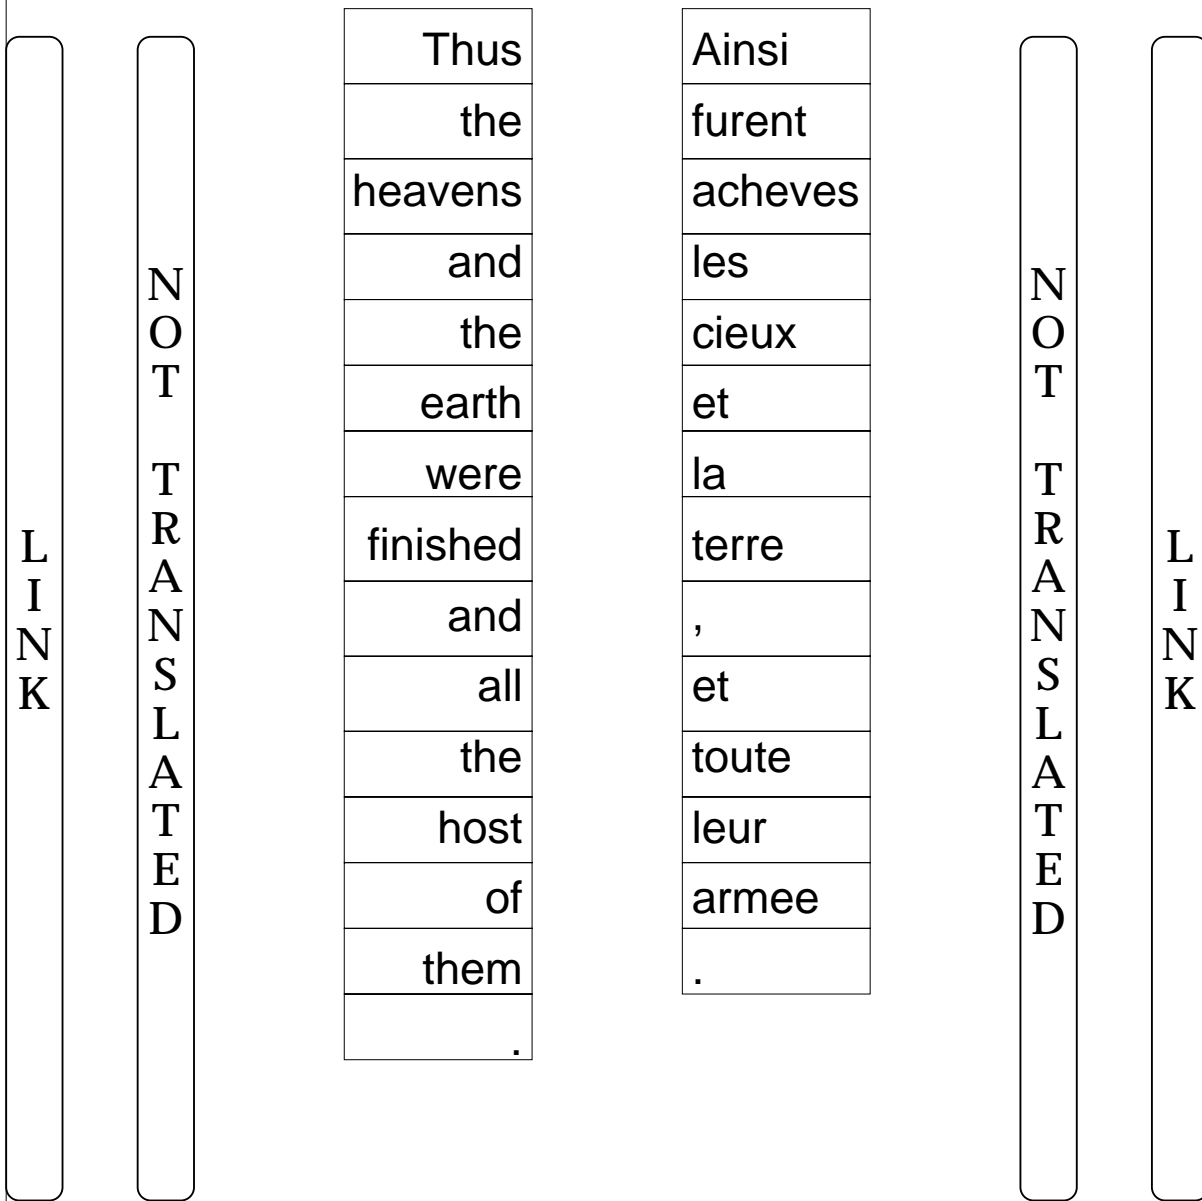 LINK
NOT TRANSLATED
Thus
the
heavens
and
the
earth
were
finished
and
all
the
host
of
them
.
Ainsi
furent
acheves
les
cieux
et
la
terre
,
et
toute
leur
armee
.
NOT TRANSLATED
LINK